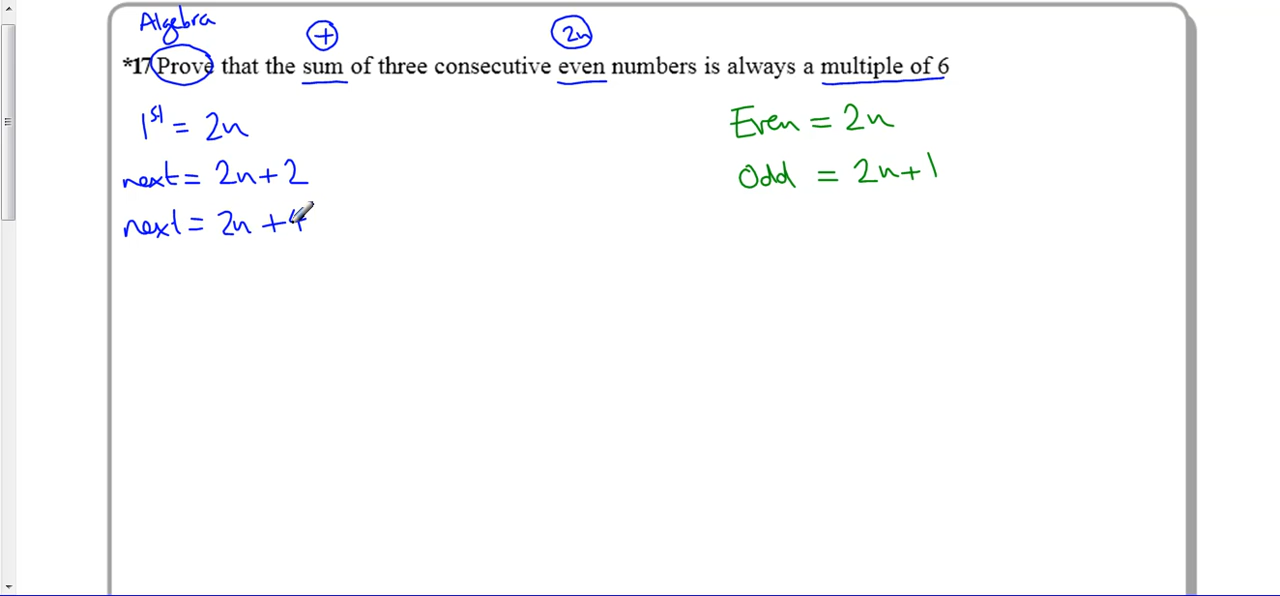 Algebra
+ 2n
*17 Prove that the sum of three consecutive even numbers is always a multiple of 6
1st = 2n
Even = 2n
next = 2n+2
Odd = 2n+1
next = 2n +4